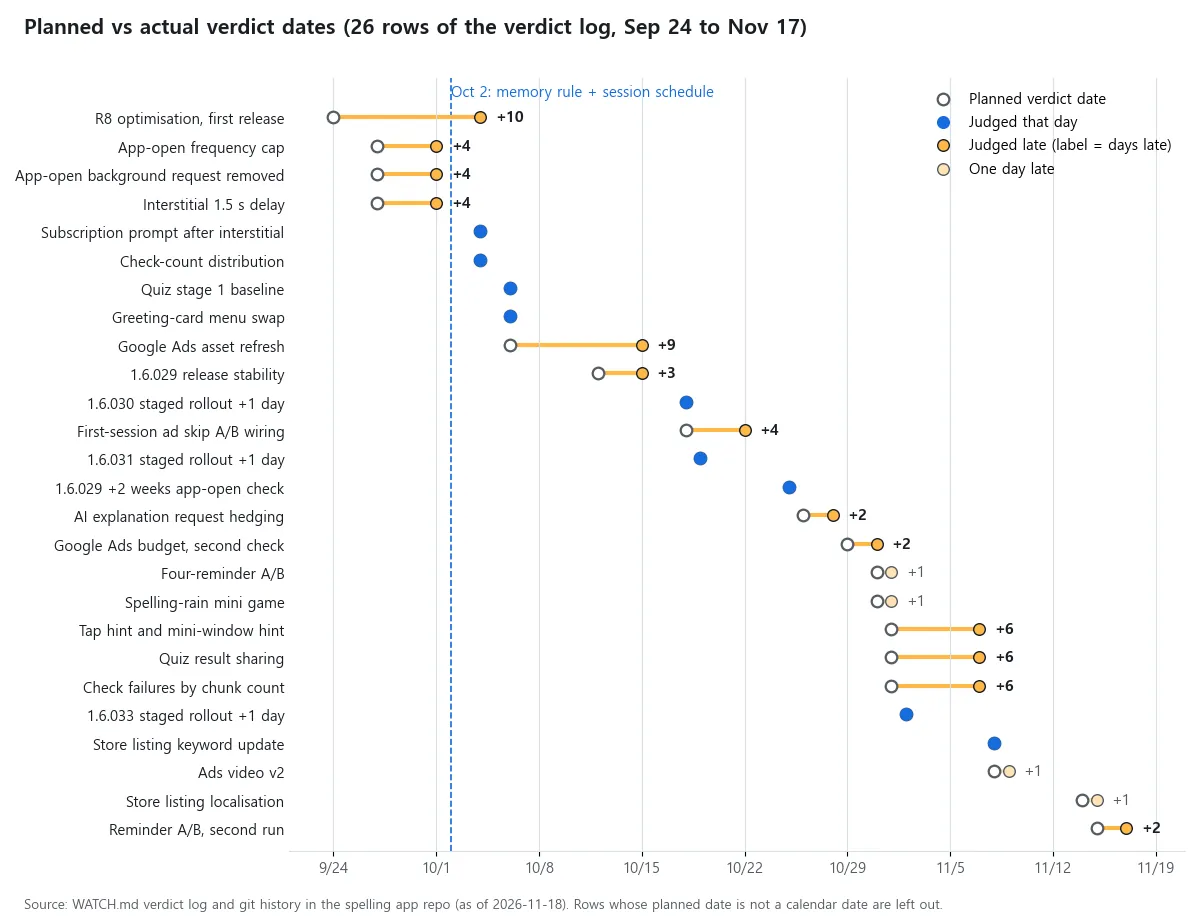 Planned vs actual verdict dates (26 rows of the verdict log, Sep 24 to Nov 17)
Oct 2: memory rule + session schedule
Planned verdict date
Judged that day
Judged late (label = days late)
One day late
R8 optimisation, first release +10
App-open frequency cap +4
App-open background request removed +4
Interstitial 1.5 s delay +4
Subscription prompt after interstitial
Check-count distribution
Quiz stage 1 baseline
Greeting-card menu swap
Google Ads asset refresh +9
1.6.029 release stability +3
1.6.030 staged rollout +1 day
First-session ad skip A/B wiring +4
1.6.031 staged rollout +1 day
1.6.029 +2 weeks app-open check
AI explanation request hedging +2
Google Ads budget, second check +2
Four-reminder A/B +1
Spelling-rain mini game +1
Tap hint and mini-window hint +6
Quiz result sharing +6
Check failures by chunk count +6
1.6.033 staged rollout +1 day
Store listing keyword update
Ads video v2 +1
Store listing localisation +1
Reminder A/B, second run +2
9/24 10/1 10/8 10/15 10/22 10/29 11/5 11/12 11/19
Source: WATCH.md verdict log and git history in the spelling app repo (as of 2026-11-18). Rows whose planned date is not a calendar date are left out.